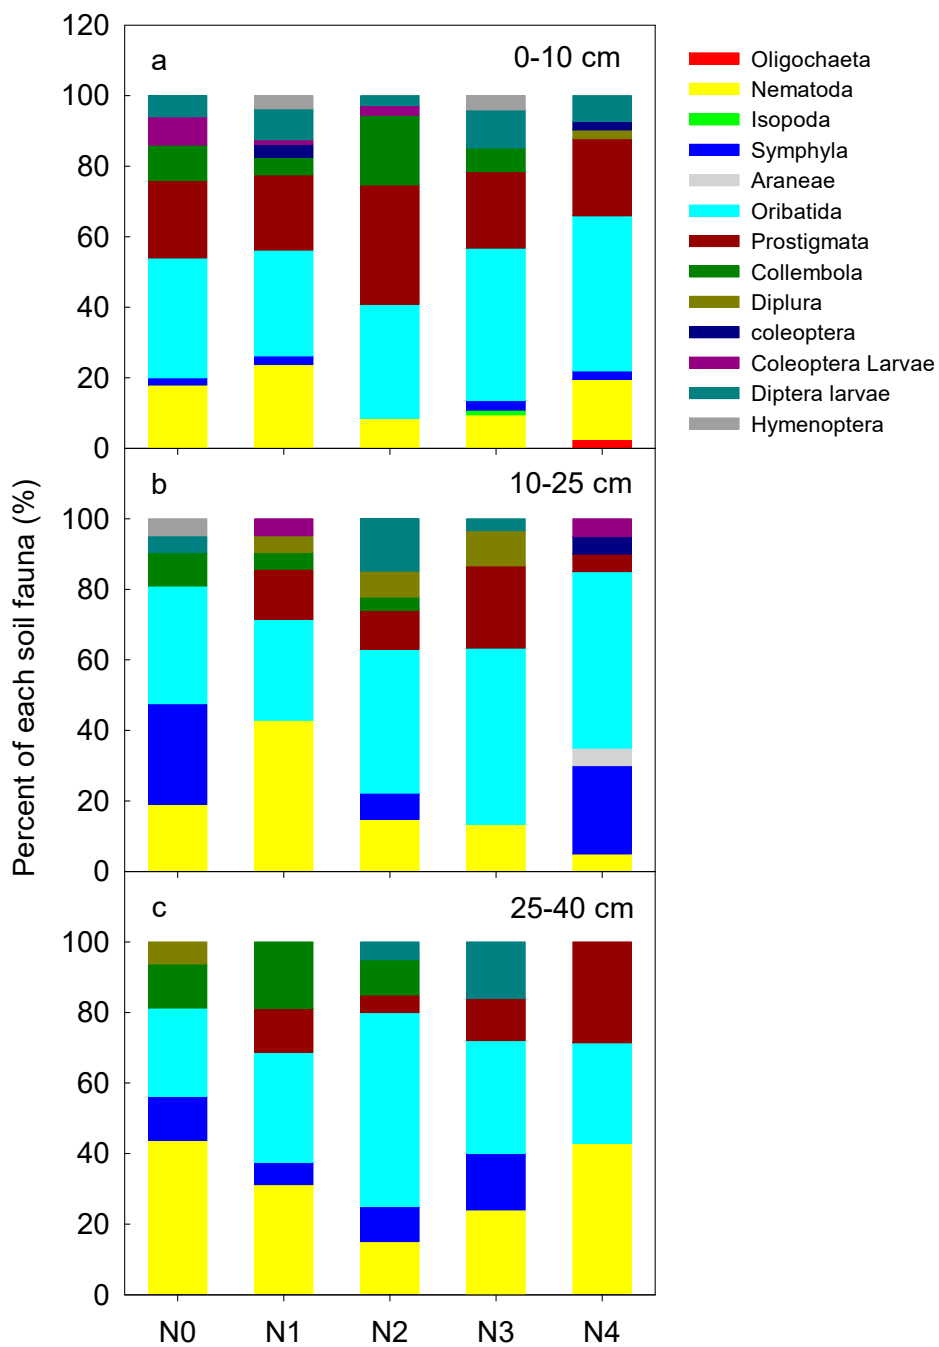 Percent of each soil fauna (%)
120
a
0-10 cm
100
80
60
40
20
0
Oligochaeta
Nematoda
Isopoda
Symphyla
Araneae
Oribatida
Prostigmata
Collembola
Diplura
coleoptera
Coleoptera Larvae
Diptera larvae
Hymenoptera
b
10-25 cm
100
80
60
40
20
0
c
25-40 cm
100
80
60
40
20
0
N0 N1 N2 N3 N4